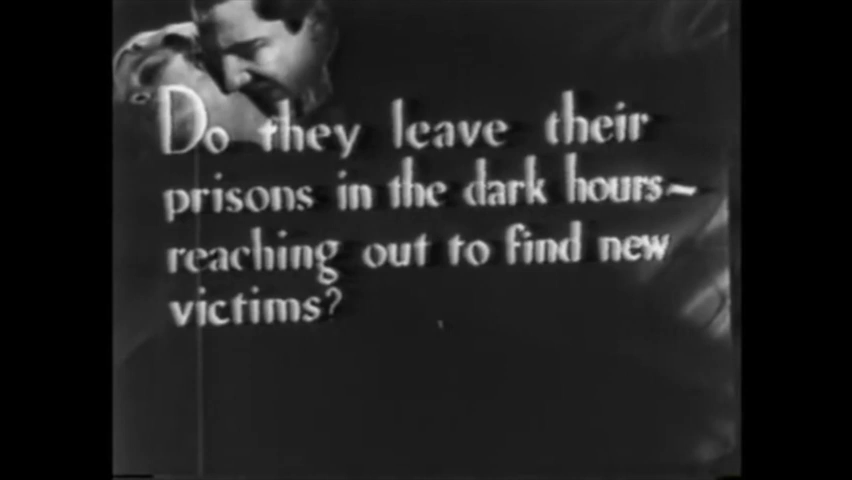 Do they leave their
prisons in the dark hours~
reaching out to find new
victims?